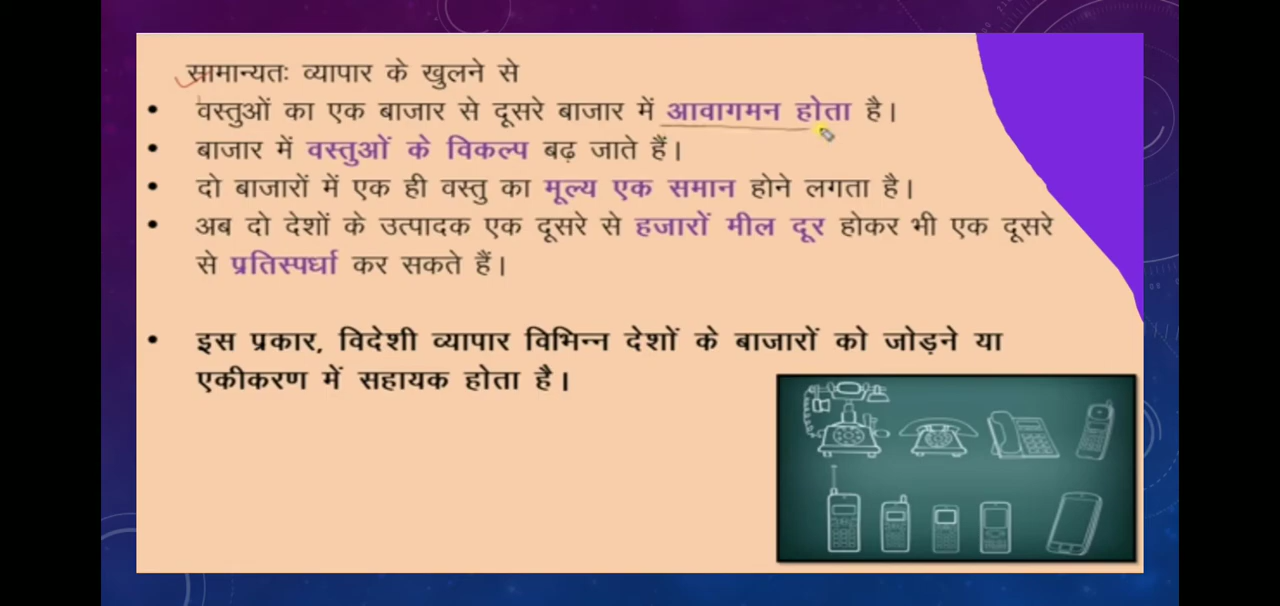 सामान्यतः व्यापार के खुलने से
• वस्तुओं का एक बाजार से दूसरे बाजार में आवागमन होता है।
• बाजार में वस्तुओं के विकल्प बढ़ जाते हैं।
• दो बाजारों में एक ही वस्तु का मूल्य एक समान होने लगता है।
• अब दो देशों के उत्पादक एक दूसरे से हजारों मील दूर होकर भी एक दूसरे
से प्रतिस्पर्धा कर सकते हैं।
• इस प्रकार, विदेशी व्यापार विभिन्न देशों के बाजारों को जोड़ने या
एकीकरण में सहायक होता है।